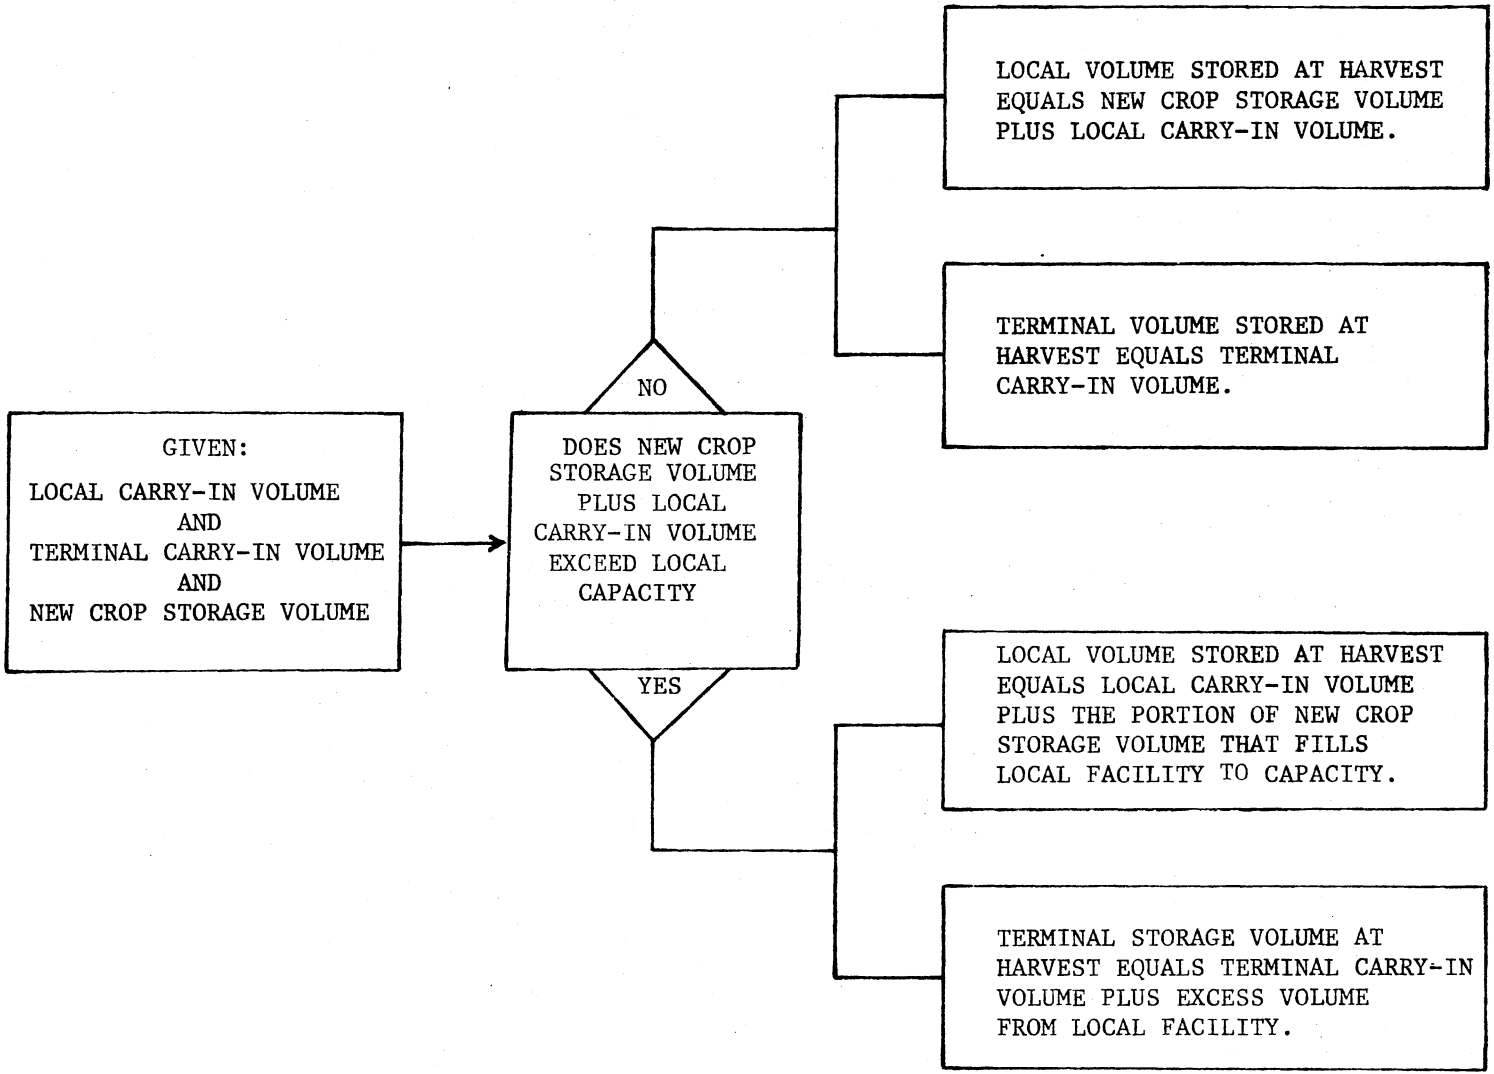 GIVEN:
LOCAL CARRY-IN VOLUME
AND
TERMINAL CARRY-IN VOLUME
AND
NEW CROP STORAGE VOLUME
NO
DOES NEW CROP
STORAGE VOLUME
PLUS LOCAL
CARRY-IN VOLUME
EXCEED LOCAL
CAPACITY
YES
LOCAL VOLUME STORED AT HARVEST
EQUALS NEW CROP STORAGE VOLUME
PLUS LOCAL CARRY-IN VOLUME.
TERMINAL VOLUME STORED AT
HARVEST EQUALS TERMINAL
CARRY-IN VOLUME.
LOCAL VOLUME STORED AT HARVEST
EQUALS LOCAL CARRY-IN VOLUME
PLUS THE PORTION OF NEW CROP
STORAGE VOLUME THAT FILLS
LOCAL FACILITY TO CAPACITY.
TERMINAL STORAGE VOLUME AT
HARVEST EQUALS TERMINAL CARRY-IN
VOLUME PLUS EXCESS VOLUME
FROM LOCAL FACILITY.